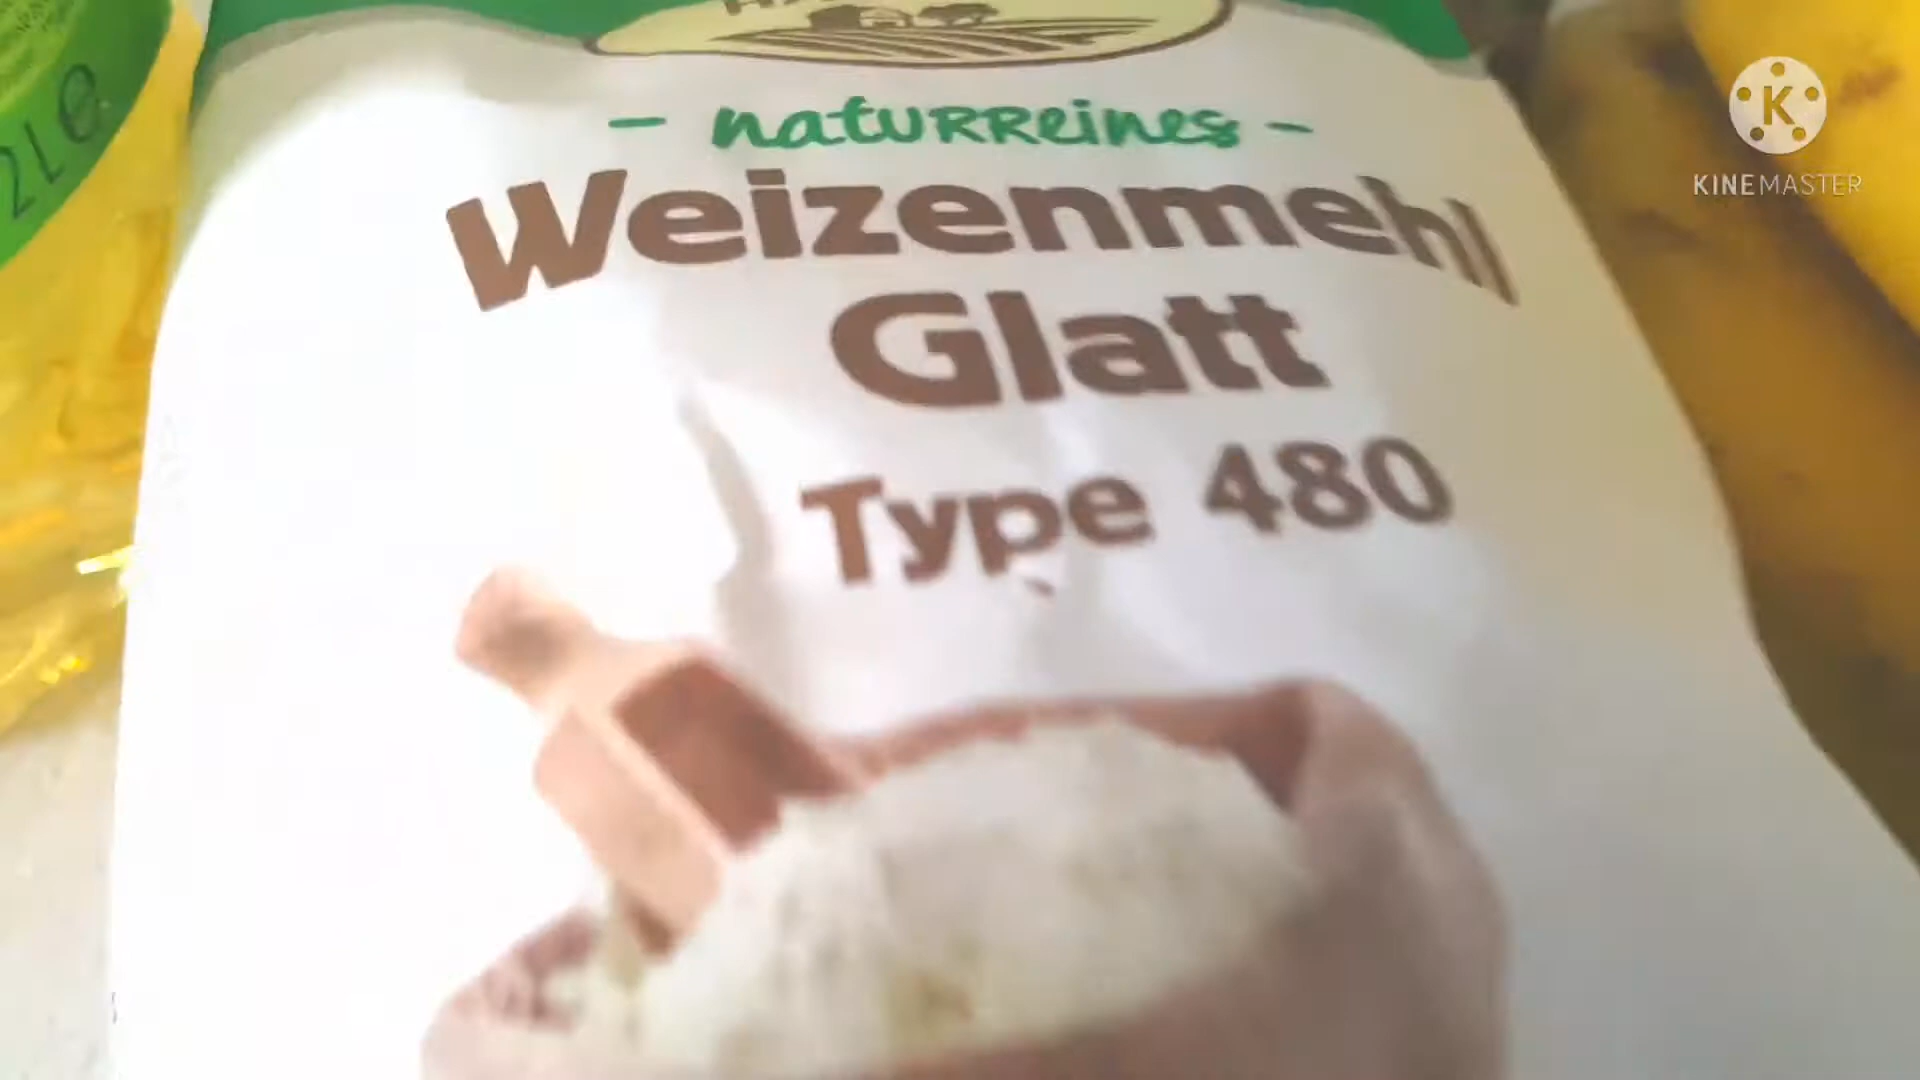 - naturreines -
Weizenmehl
Glatt
Type 480
KINEMASTER